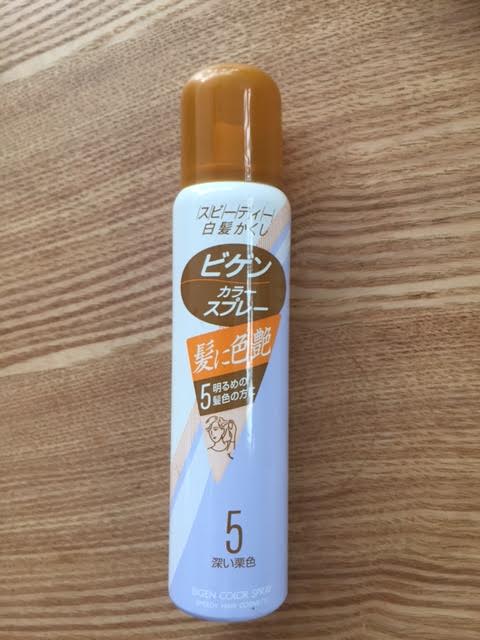 スピーディー
白髪かくし
ビゲン
カラー
スプレー
髪に色艶
5 明るめの
髪色の方に
5
深い栗色
BIGEN COLOR SPRAY
SPEEDY HAIR COSMETIC